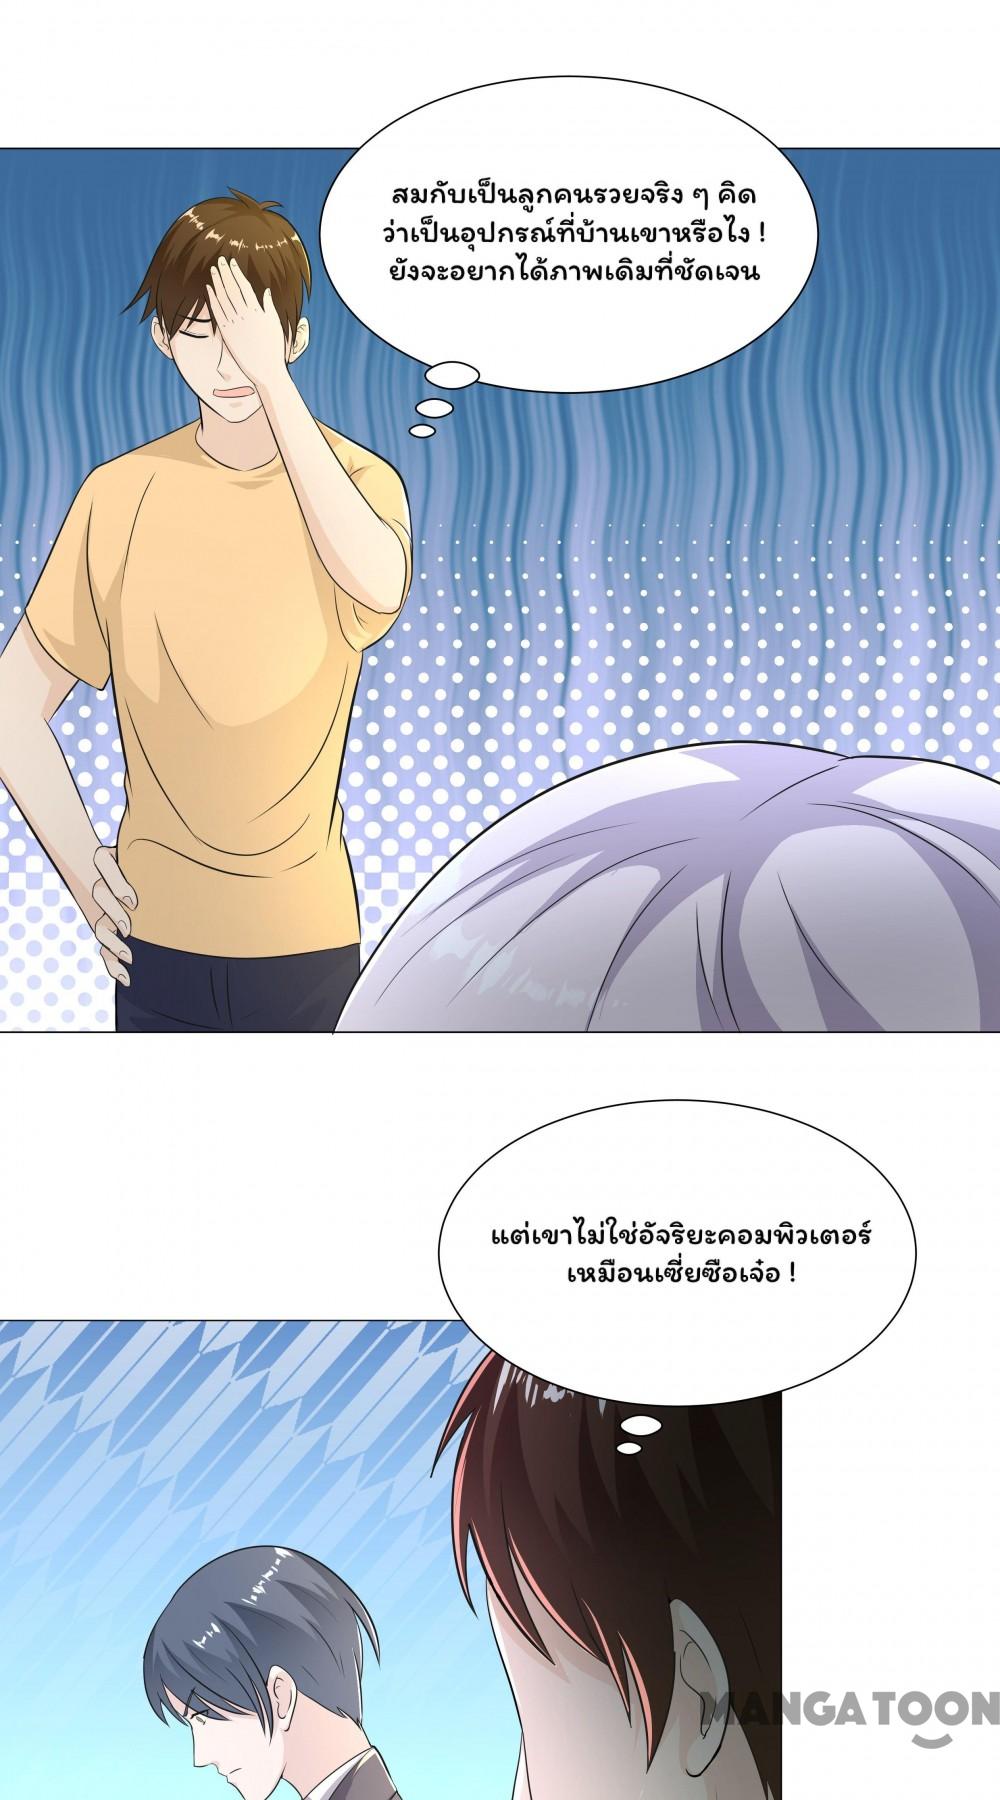 สมกับเป็นลูกคนรวยจริง ๆ คิด
ว่าเป็นอุปกรณ์ที่บ้านเขาหรือไง !
ยังจะอยากได้ภาพเดิมที่ชัดเจน
แต่เขาไม่ใช่อัจริยะคอมพิวเตอร์
เหมือนเซี่ยซือเจ๋อ !
MANGATOON